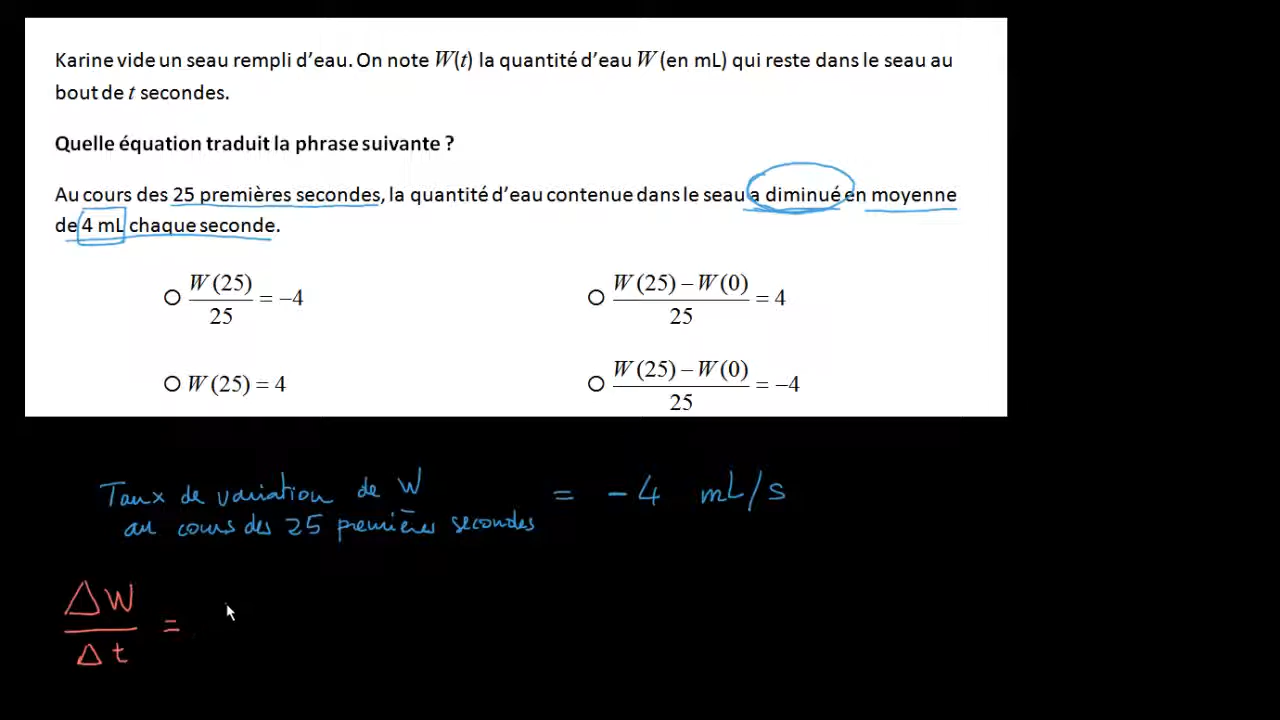 Karine vide un seau rempli d'eau. On note W(t) la quantité d'eau W (en mL) qui reste dans le seau au
bout de t secondes.
Quelle équation traduit la phrase suivante ?
Au cours des 25 premières secondes, la quantité d'eau contenue dans le seau a diminué en moyenne
de 4 mL chaque seconde.
W(25)/25 = −4
(W(25) − W(0))/25 = 4
W(25) = 4
(W(25) − W(0))/25 = −4
Taux de variation de W
au cours des 25 premières secondes = −4 mL/s
ΔW/Δt =